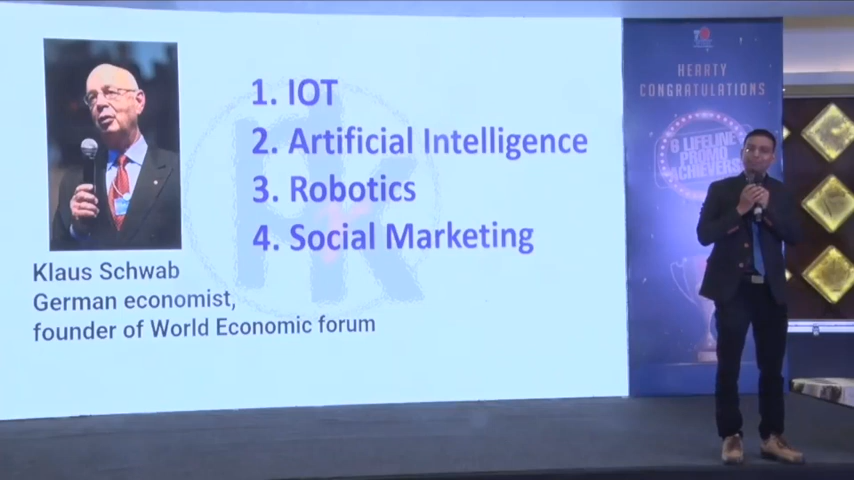 1. IOT
2. Artificial Intelligence
3. Robotics
4. Social Marketing
Klaus Schwab
German economist,
founder of World Economic forum
HEARTY
CONGRATULATIONS
6 LIFELINE
PROMO
ACHIEVERS